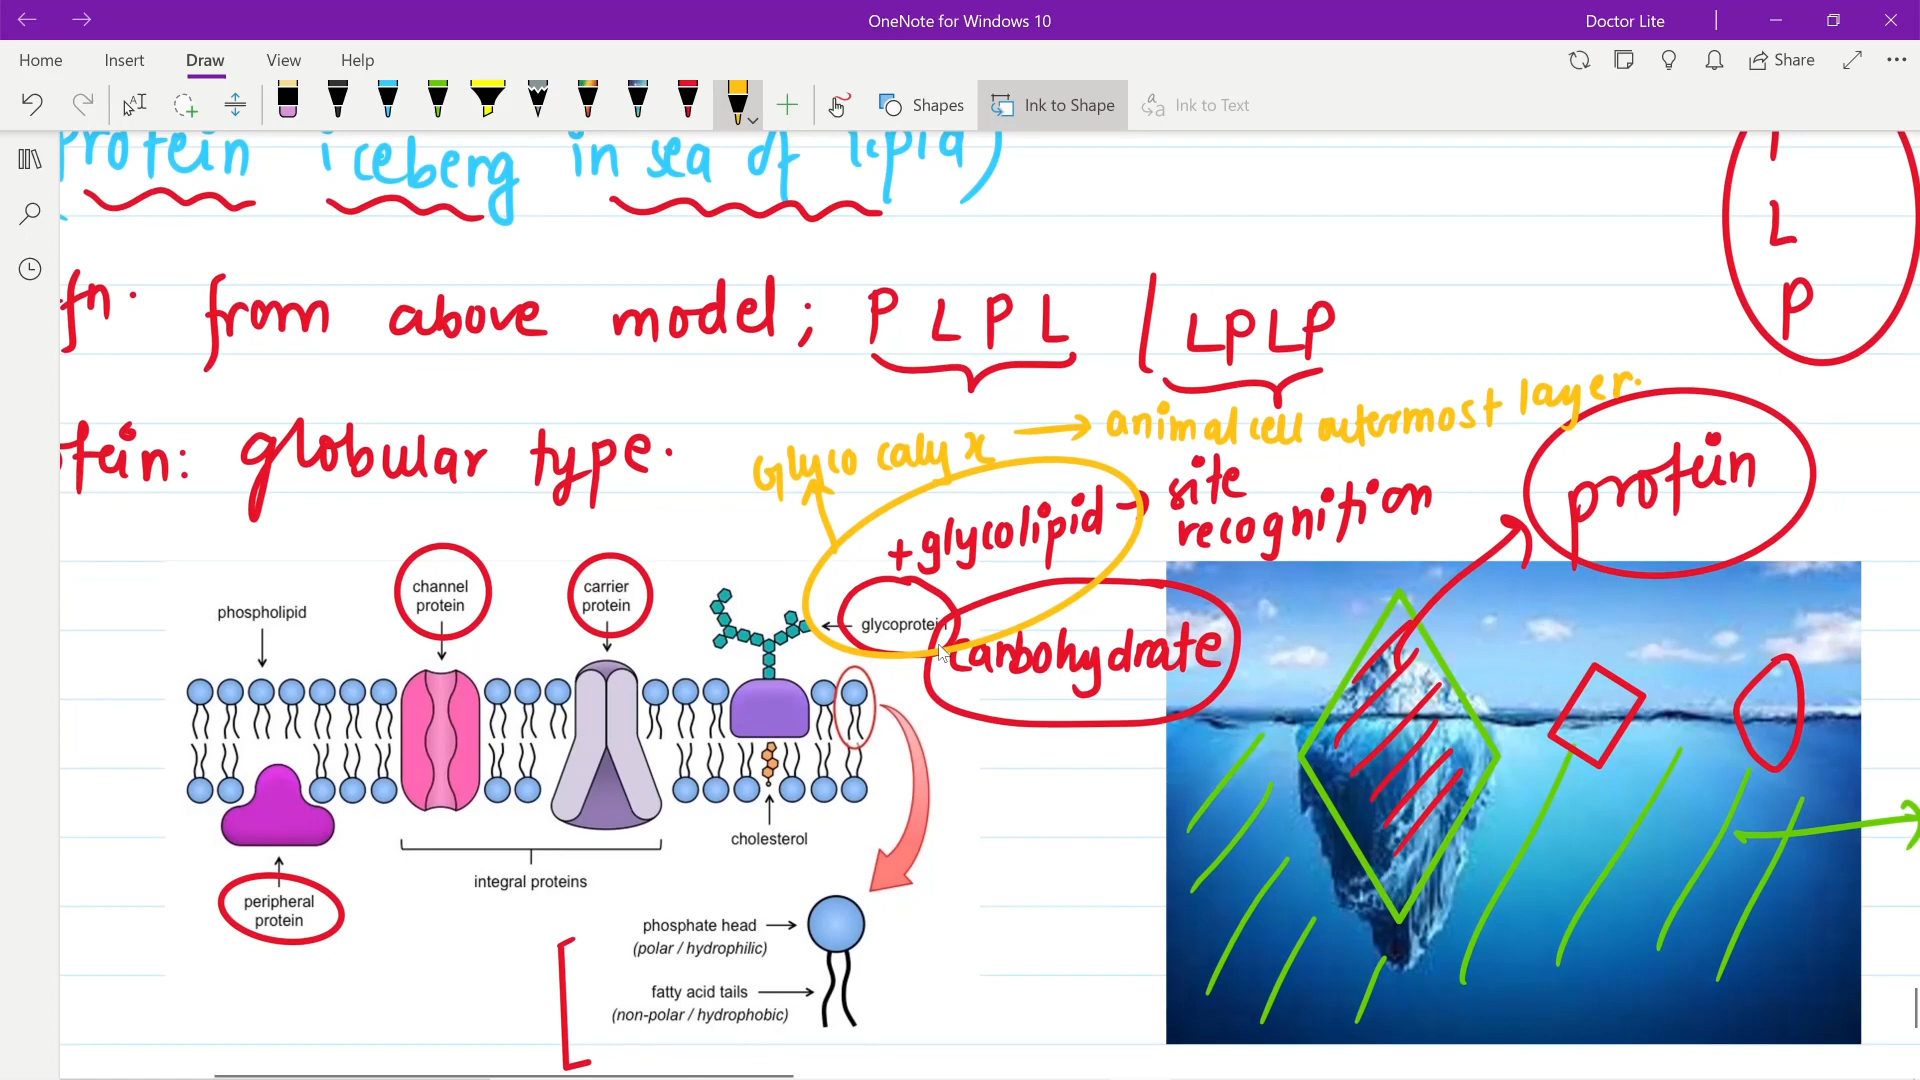 OneNote for Windows 10
Doctor Lite
Home Insert Draw View Help
Share
Shapes
Ink to Shape
Ink to Text
protein iceberg in sea of lipid)
L
P
fn. from above model; P L P L | LPLP
tein: globular type.
Glyco calyx → animal cell outermost layer.
+glycolipid → site
recognition
protein
phospholipid
channel
protein
carrier
protein
glycoprotein
carbohydrate
cholesterol
integral proteins
peripheral
protein
phosphate head
(polar / hydrophilic)
fatty acid tails
(non-polar / hydrophobic)